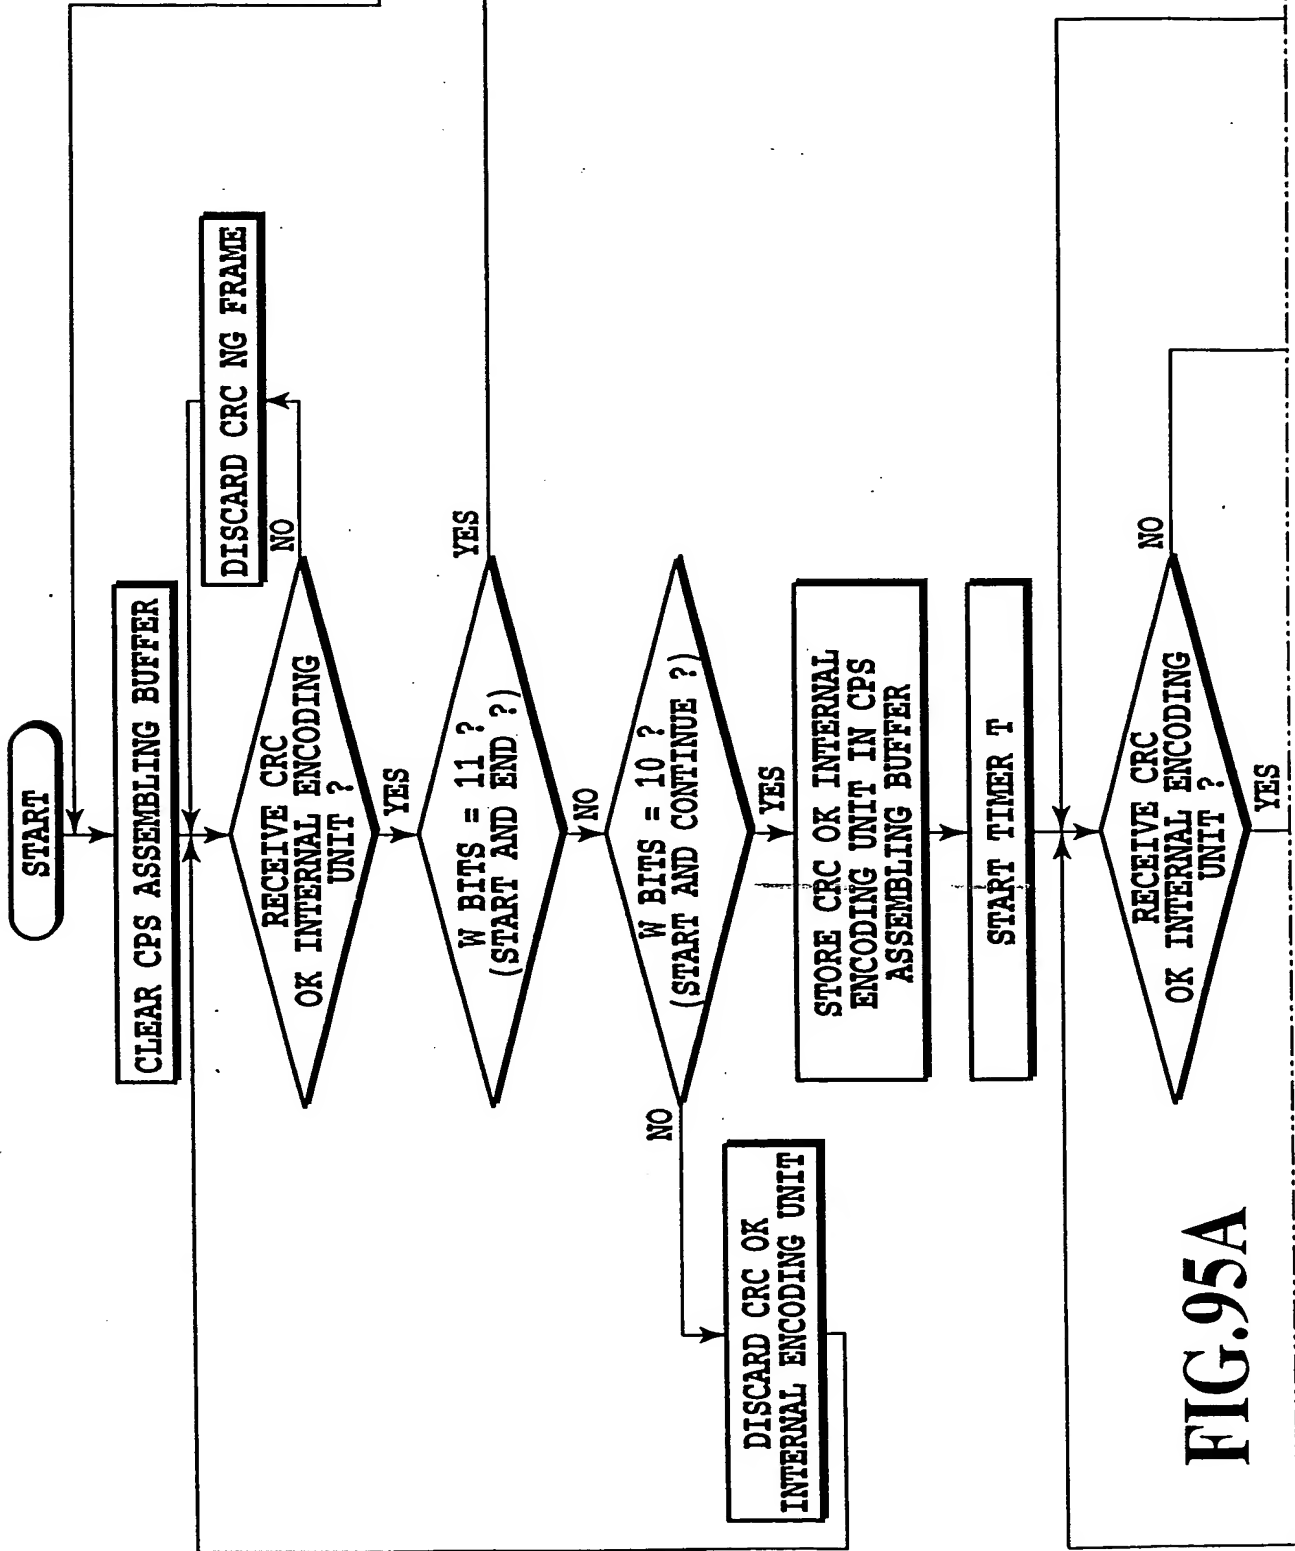 START
CLEAR CPS ASSEMBLING BUFFER
RECEIVE CRC
OK INTERNAL ENCODING
UNIT ?
NO
DISCARD CRC NG FRAME
YES
W BITS = 11 ?
(START AND END ?)
YES
NO
W BITS = 10 ?
(START AND CONTINUE ?)
NO
DISCARD CRC OK
INTERNAL ENCODING UNIT
YES
STORE CRC OK INTERNAL
ENCODING UNIT IN CPS
ASSEMBLING BUFFER
START TIMER T
RECEIVE CRC
OK INTERNAL ENCODING
UNIT ?
NO
YES
FIG.95A